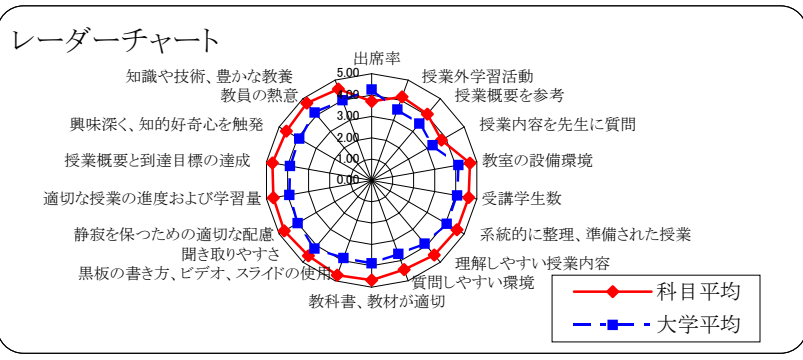 レーダーチャート
出席率
授業外学習活動
授業概要を参考
授業内容を先生に質問
教室の設備環境
受講学生数
系統的に整理、準備された授業
理解しやすい授業内容
質問しやすい環境
教科書、教材が適切
黒板の書き方、ビデオ、スライドの使用
聞き取りやすさ
静寂を保つための適切な配慮
適切な授業の進度および学習量
授業概要と到達目標の達成
興味深く、知的好奇心を触発
教員の熱意
知識や技術、豊かな教養
5.00
4.00
3.00
2.00
1.00
0.00
科目平均
大学平均